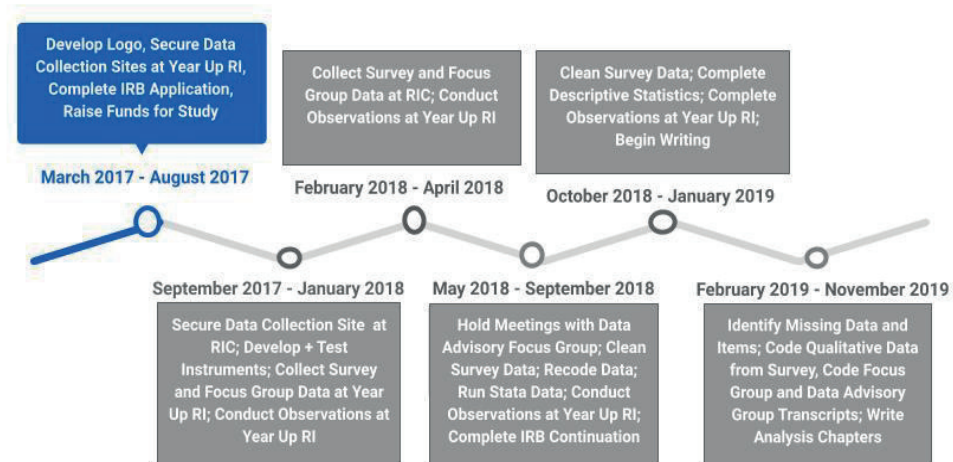 Develop Logo, Secure Data
Collection Sites at Year Up RI,
Complete IRB Application,
Raise Funds for Study
March 2017 - August 2017
Collect Survey and Focus
Group Data at RIC; Conduct
Observations at Year Up RI
February 2018 - April 2018
Clean Survey Data; Complete
Descriptive Statistics; Complete
Observations at Year Up RI;
Begin Writing
October 2018 - January 2019
September 2017 - January 2018
Secure Data Collection Site at
RIC; Develop + Test
Instruments; Collect Survey
and Focus Group Data at Year
Up RI; Conduct Observations at
Year Up RI
May 2018 - September 2018
Hold Meetings with Data
Advisory Focus Group; Clean
Survey Data; Recode Data;
Run Stata Data; Conduct
Observations at Year Up RI;
Complete IRB Continuation
February 2019 - November 2019
Identify Missing Data and
Items; Code Qualitative Data
from Survey, Code Focus
Group and Data Advisory
Group Transcripts; Write
Analysis Chapters